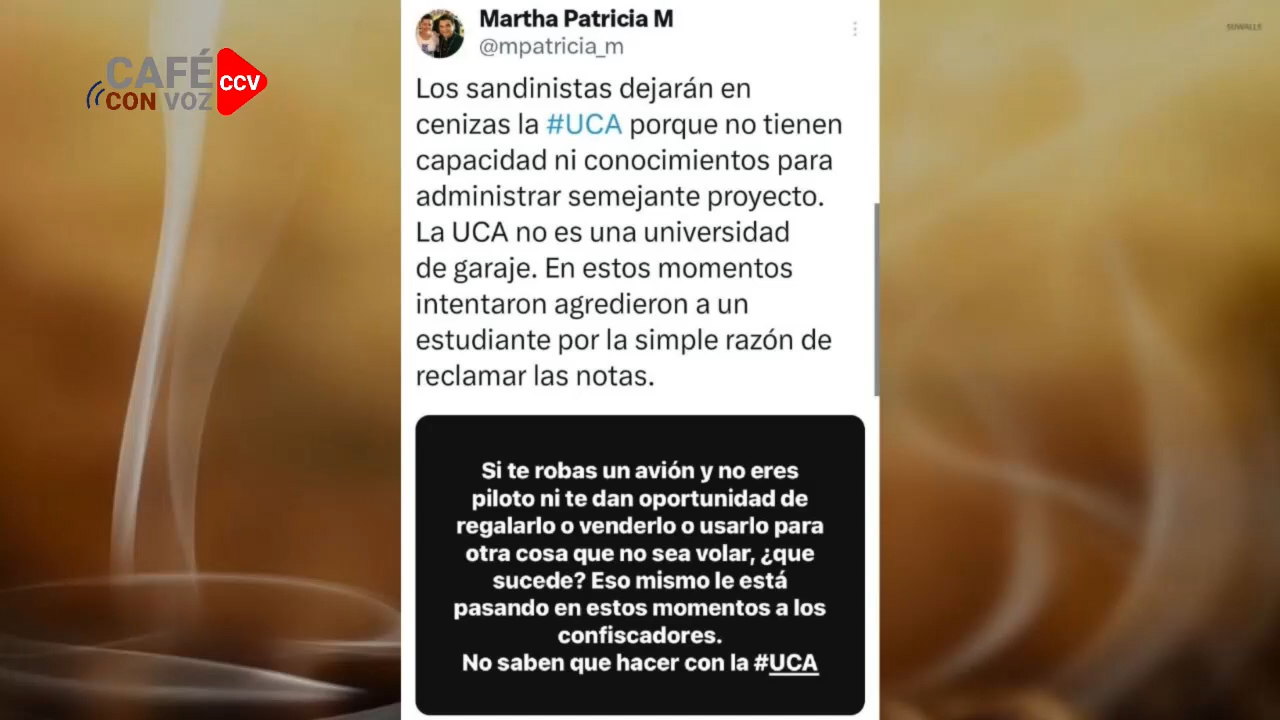 CAFÉ
CON VOZ
CCV
SUWALLS
Martha Patricia M
@mpatricia_m
Los sandinistas dejarán en
cenizas la #UCA porque no tienen
capacidad ni conocimientos para
administrar semejante proyecto.
La UCA no es una universidad
de garaje. En estos momentos
intentaron agredieron a un
estudiante por la simple razón de
reclamar las notas.
Si te robas un avión y no eres
piloto ni te dan oportunidad de
regalarlo o venderlo o usarlo para
otra cosa que no sea volar, ¿que
sucede? Eso mismo le está
pasando en estos momentos a los
confiscadores.
No saben que hacer con la #UCA